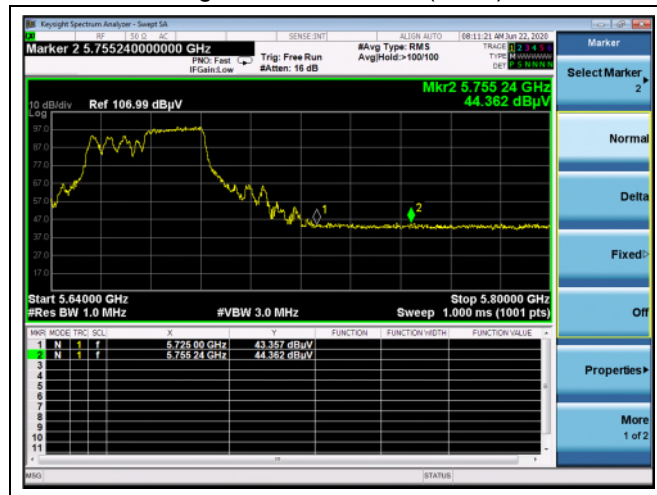 Keysight Spectrum Analyzer - Swept SA
RF 50 Ω AC SENSE:INT ALIGN AUTO 08:11:21 AM Jun 22, 2020
Marker 2 5.755240000000 GHz
PNO: Fast
IFGain:Low
Trig: Free Run
#Atten: 16 dB
#Avg Type: RMS
Avg|Hold:>100/100
TRACE 1 2 3 4 5 6
TYPE M WWWWW
DET P S N N N N
Mkr2 5.755 24 GHz
44.362 dBµV
10 dB/div Ref 106.99 dBµV
Log
97.0
87.0
77.0
67.0
57.0
47.0
37.0
27.0
17.0
1
2
Start 5.64000 GHz Stop 5.80000 GHz
#Res BW 1.0 MHz #VBW 3.0 MHz Sweep 1.000 ms (1001 pts)
MKR MODE TRC SCL X Y FUNCTION FUNCTION WIDTH FUNCTION VALUE
1 N 1 f 5.725 00 GHz 43.357 dBµV
2 N 1 f 5.755 24 GHz 44.362 dBµV
3
4
5
6
7
8
9
10
11
MSG STATUS
Marker
Select Marker
2
Normal
Delta
Fixed
Off
Properties
More
1 of 2